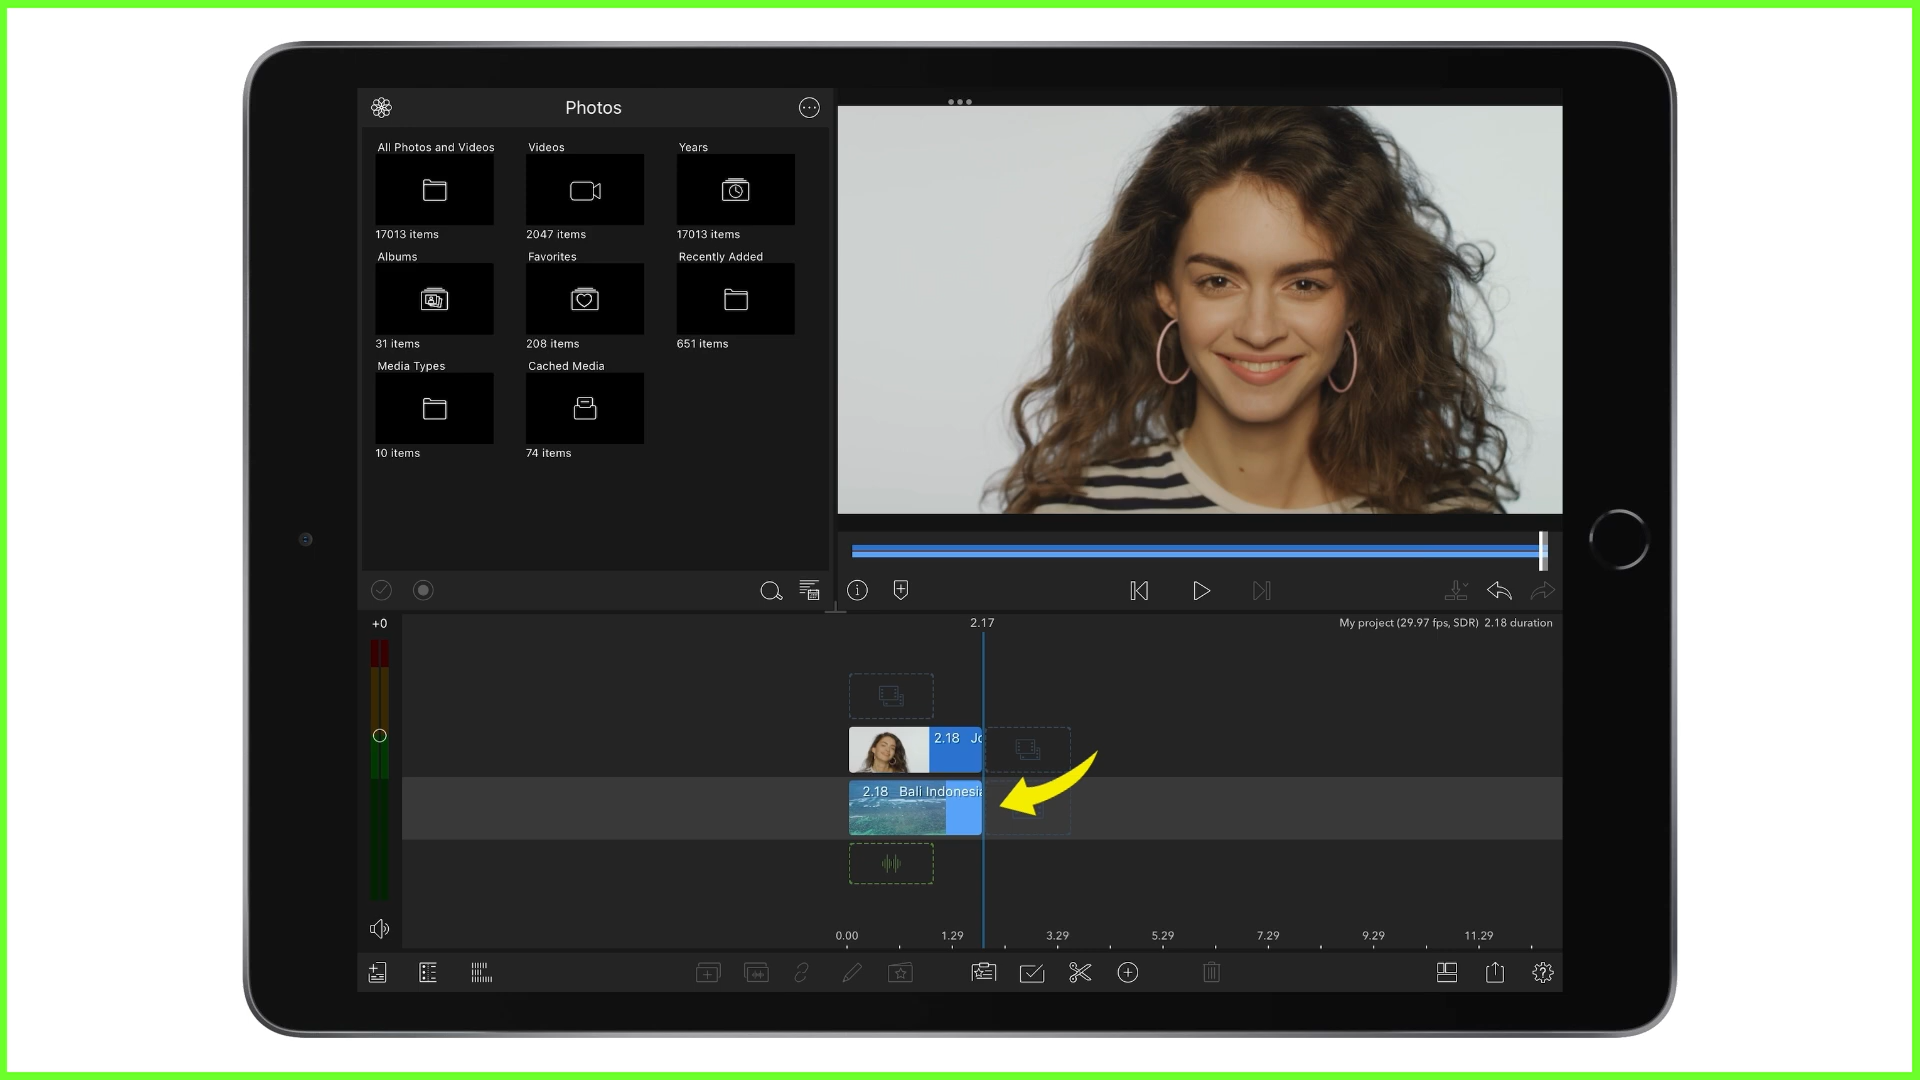 Photos
All Photos and Videos
Videos
Years
17013 items
2047 items
17013 items
Albums
Favorites
Recently Added
31 items
208 items
651 items
Media Types
Cached Media
10 items
74 items
+0
2.17
My project (29.97 fps, SDR) 2.18 duration
2.18 Jo
2.18 Bali Indonesia
0.00 1.29 3.29 5.29 7.29 9.29 11.29